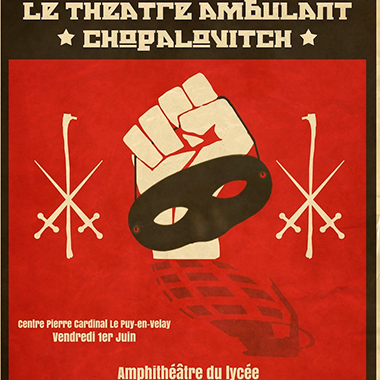 LE THEATRE AMBULANT
★ CHOPALOVITCH ★
Centre Pierre Cardinal Le Puy-en-Velay
Vendredi 1er Juin
Amphithéâtre du lycée